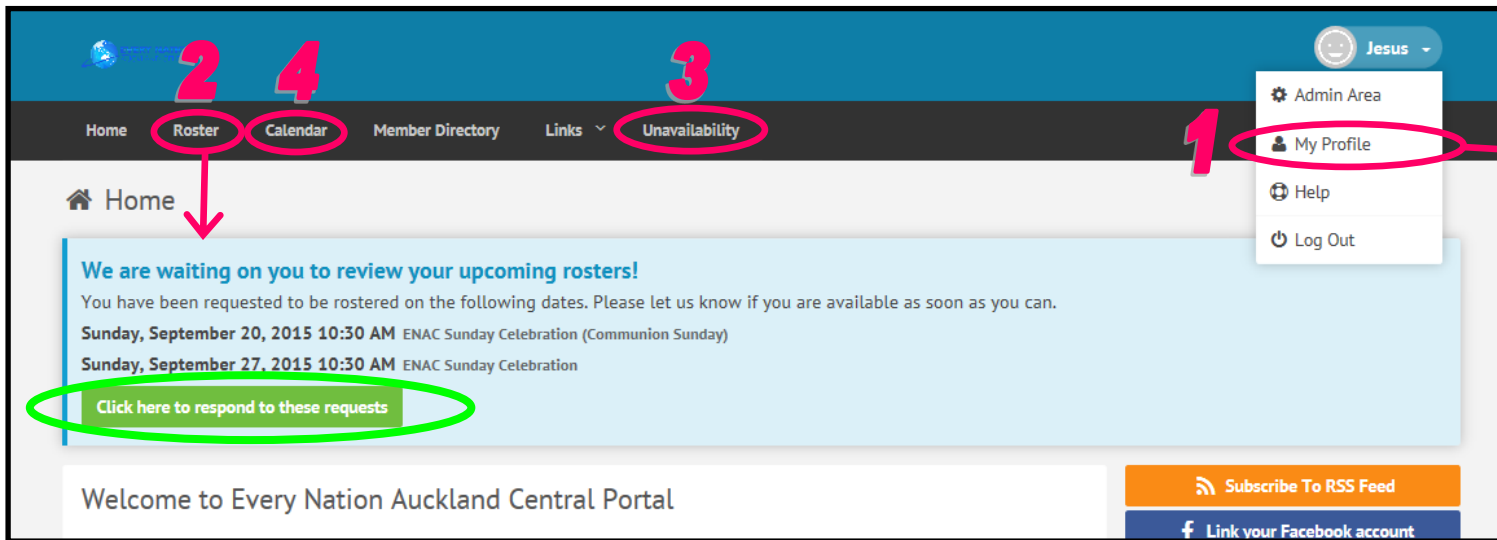 Jesus
2
4
3
Admin Area
Home Roster Calendar Member Directory Links Unavailability
1
My Profile
Home
Help
Log Out
We are waiting on you to review your upcoming rosters!
You have been requested to be rostered on the following dates. Please let us know if you are available as soon as you can.
Sunday, September 20, 2015 10:30 AM ENAC Sunday Celebration (Communion Sunday)
Sunday, September 27, 2015 10:30 AM ENAC Sunday Celebration
Click here to respond to these requests
Welcome to Every Nation Auckland Central Portal
Subscribe To RSS Feed
Link your Facebook account